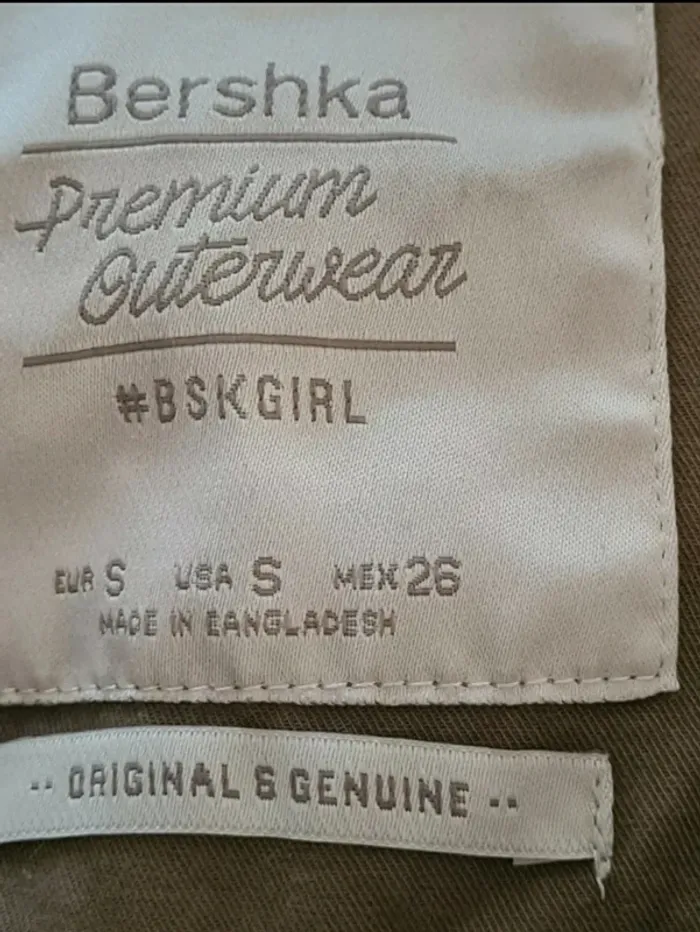 Bershka
Premium
Outerwear
#BSKGIRL
EUR S USA S MEX 26
MADE IN BANGLADESH
-- ORIGINAL & GENUINE --